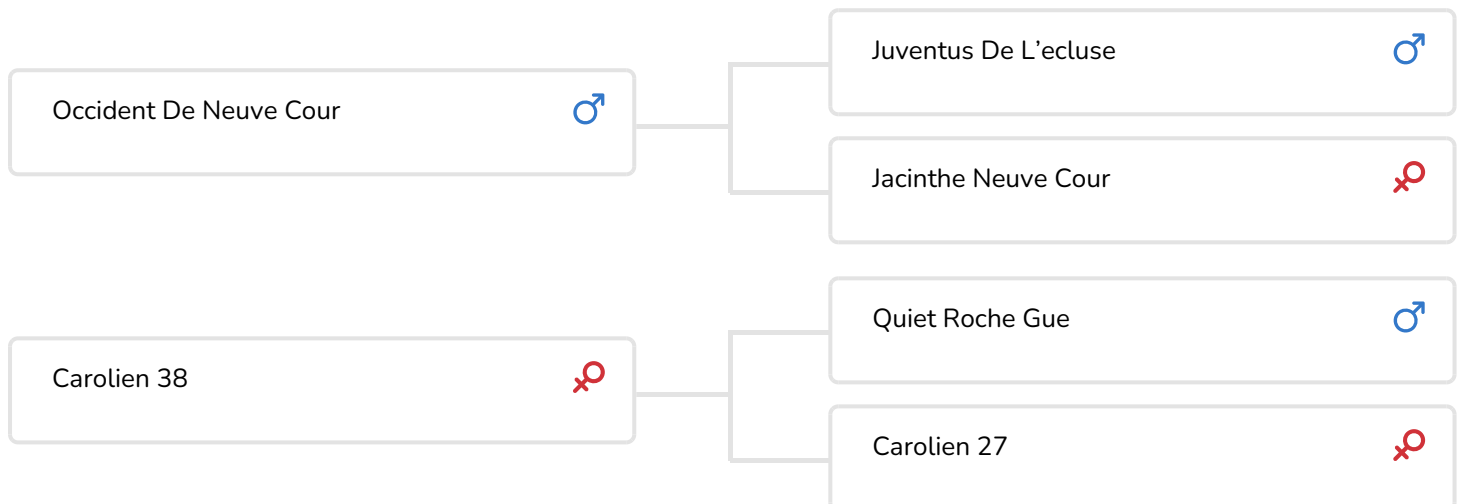 Juventus De L’ecluse
Occident De Neuve Cour
Jacinthe Neuve Cour
Quiet Roche Gue
Carolien 38
Carolien 27